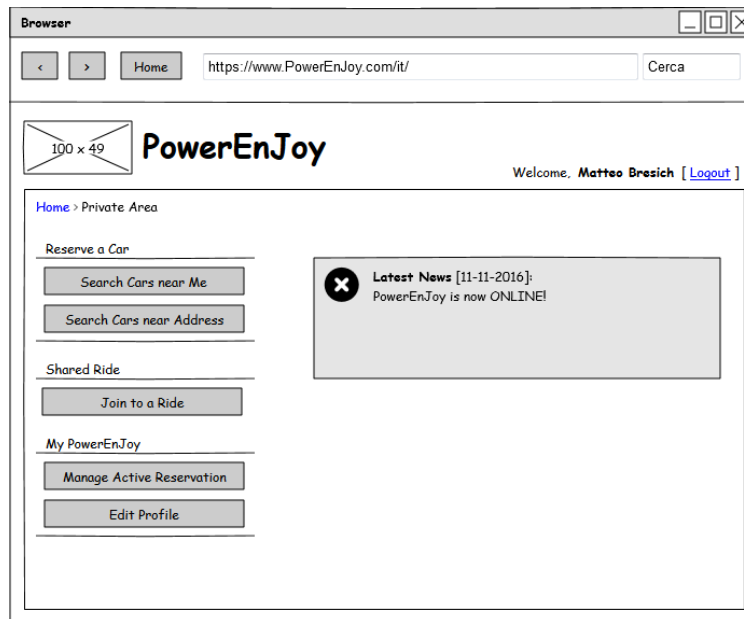 Browser
< > Home https://www.PowerEnJoy.com/it/ Cerca
100 x 49 PowerEnJoy
Welcome, Matteo Bresich [ Logout ]
Home > Private Area
Reserve a Car
Search Cars near Me
Search Cars near Address
Shared Ride
Join to a Ride
My PowerEnJoy
Manage Active Reservation
Edit Profile
Latest News [11-11-2016]:
PowerEnJoy is now ONLINE!